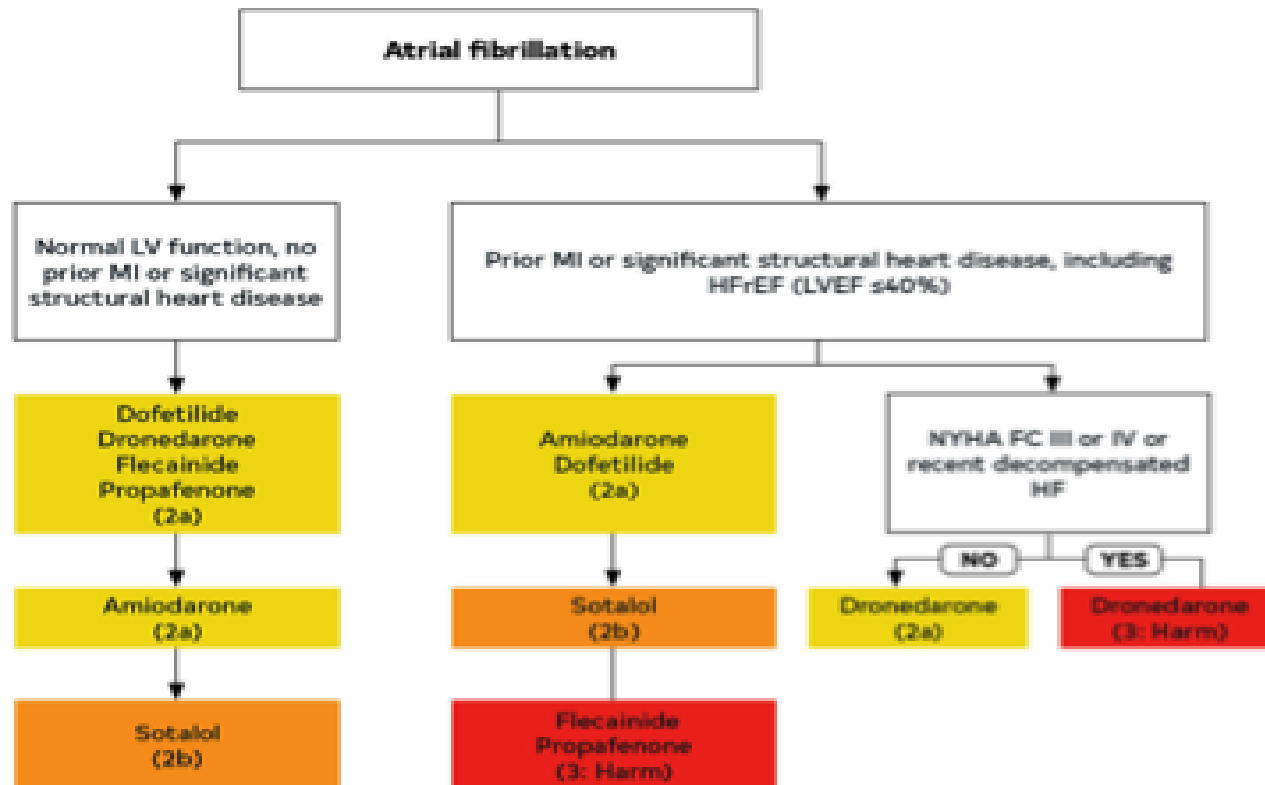 Atrial fibrillation
Normal LV function, no
prior MI or significant
structural heart disease
Prior MI or significant structural heart disease, including
HFrEF (LVEF ≤40%)
Dofetilide
Dronedarone
Flecainide
Propafenone
(2a)
Amiodarone
Dofetilide
(2a)
NYHA FC III or IV or
recent decompensated
HF
NO
YES
Amiodarone
(2a)
Sotalol
(2b)
Dronedarone
(2a)
Dronedarone
(3: Harm)
Sotalol
(2b)
Flecainide
Propafenone
(3: Harm)